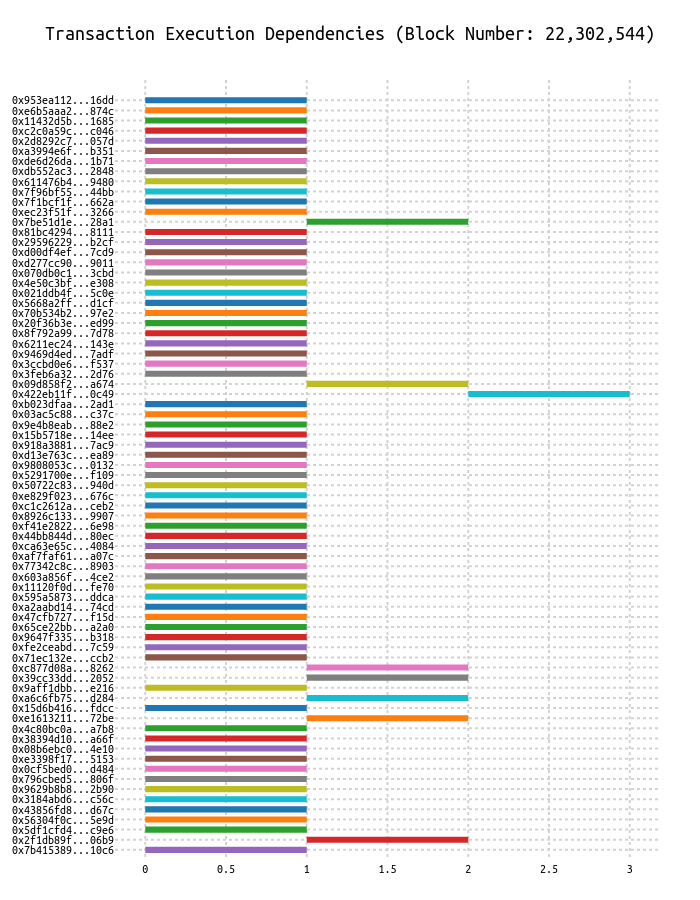 Transaction Execution Dependencies (Block Number: 22,302,544)
0x953ea112...16dd
0xe6b5aaa2...874c
0x11432d5b...1685
0xc2c0a59c...c046
0x2d8292c7...057d
0xa3994e6f...b351
0xde6d26da...1b71
0xdb552ac3...2848
0x611476b4...9480
0x7f96bf55...44bb
0x7f1bcf1f...662a
0xec23f51f...3266
0x7be51d1e...28a1
0x81bc4294...8111
0x29596229...b2cf
0xd00df4ef...7cd9
0xd277cc90...9011
0x070db0c1...3cbd
0x4e50c3bf...e308
0x021ddb4f...5c0e
0x5668a2ff...d1cf
0x70b534b2...97e2
0x20f36b3e...ed99
0x8f792a99...7d78
0x6211ec24...143e
0x9469d4ed...7adf
0x3ccbd0e6...f537
0x3feb6a32...2d76
0x09d858f2...a674
0x422eb11f...0c49
0xb023dfaa...2ad1
0x03ac5c88...c37c
0x9e4b8eab...88e2
0x15b5718e...14ee
0x918a3881...7ac9
0xd13e763c...ea89
0x9808053c...0132
0x5291700e...f109
0x50722c83...940d
0xe829f023...676c
0xc1c2612a...ceb2
0x8926c133...9907
0xf41e2822...6e98
0x44bb844d...80ec
0xca63e65c...4084
0xaf7faf61...a07c
0x77342c8c...8903
0x603a856f...4ce2
0x11120f0d...fe70
0x595a5873...ddca
0xa2aabd14...74cd
0x47cfb727...f15d
0x65ce22bb...a2a0
0x9647f335...b318
0xfe2ceabd...7c59
0x71ec132e...ccb2
0xc877d08a...8262
0x39cc33dd...2052
0x9aff1dbb...e216
0xa6c6fb75...d284
0x15d6b416...fdcc
0xe1613211...72be
0x4c80bc0a...a7b8
0x38394d10...a66f
0x08b6ebc0...4e10
0xe3398f17...5153
0x0cf5bed0...d484
0x796cbed5...806f
0x9629b8b8...2b90
0x3184abd6...c56c
0x43856fd8...d67c
0x56304f0c...5e9d
0x5df1cfd4...c9e6
0x2f1db89f...06b9
0x7b415389...10c6
0 0.5 1 1.5 2 2.5 3